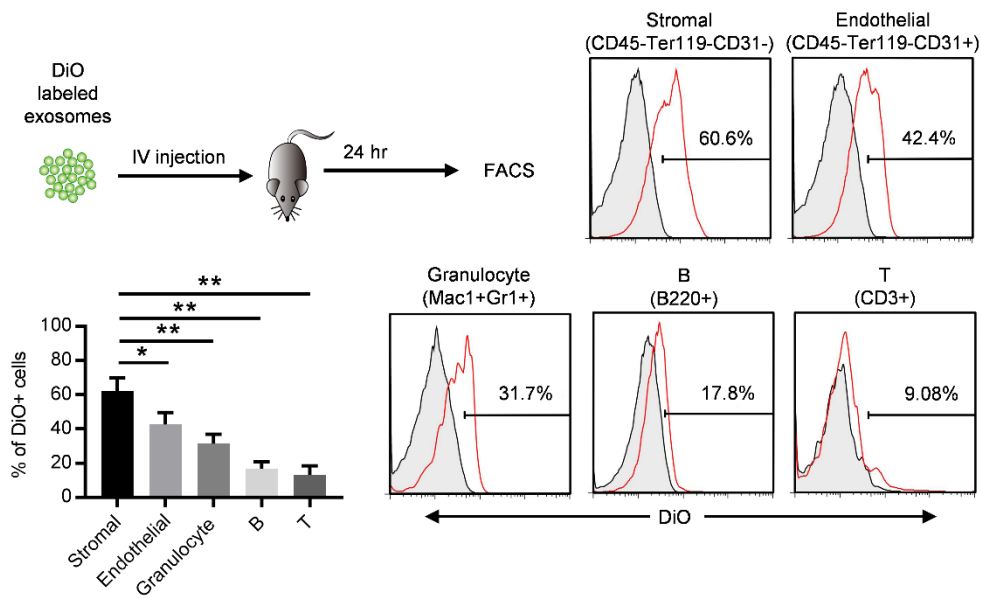 DiO
labeled
exosomes
IV injection
24 hr
FACS
Stromal
(CD45-Ter119-CD31-)
60.6%
Endothelial
(CD45-Ter119-CD31+)
42.4%
% of DiO+ cells
100
80
60
40
20
0
**
**
**
*
Stromal
Endothelial
Granulocyte
B
T
Granulocyte
(Mac1+Gr1+)
31.7%
B
(B220+)
17.8%
T
(CD3+)
9.08%
DiO